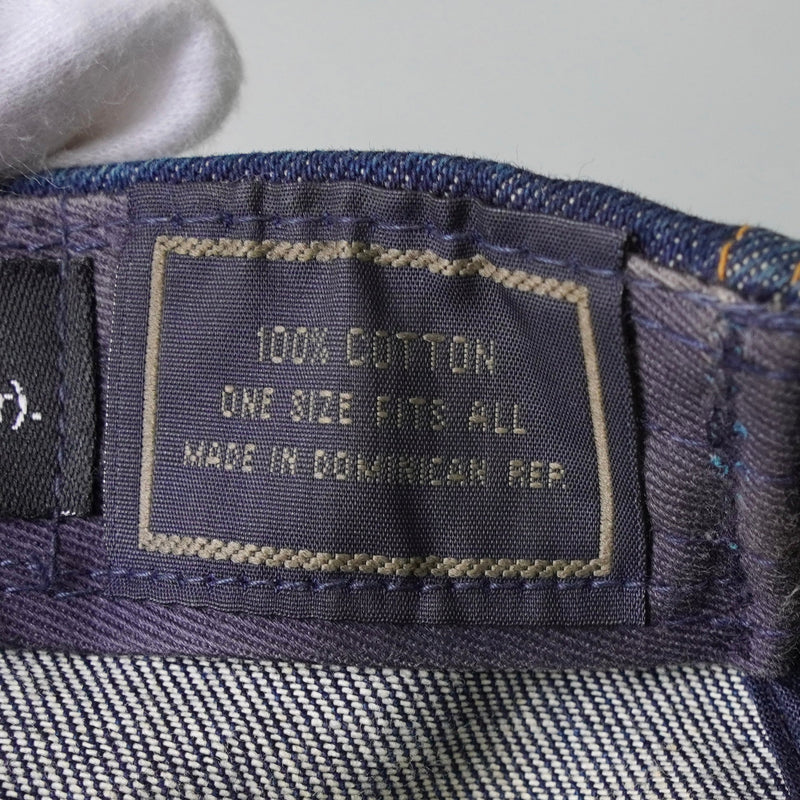 100% COTTON
ONE SIZE FITS ALL
MADE IN DOMINICAN REP.
r).